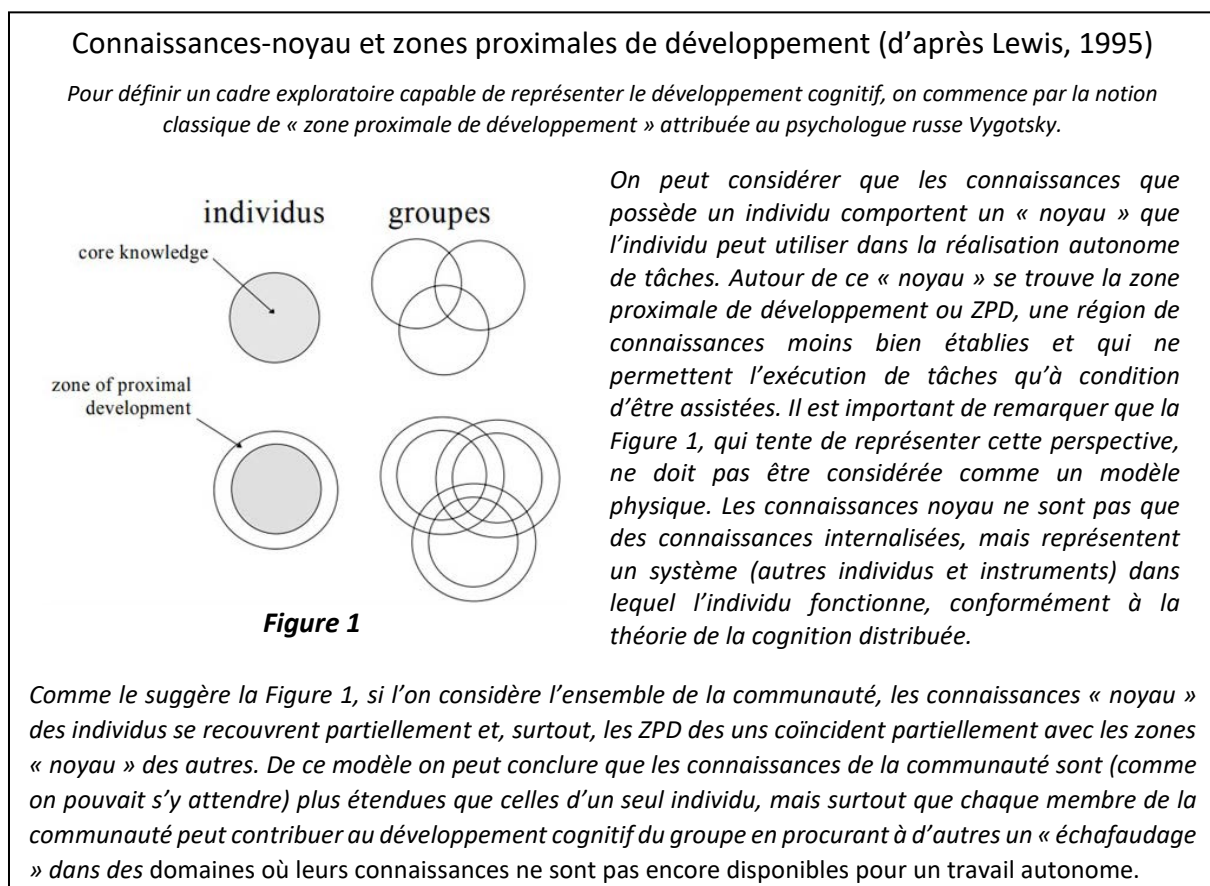 Connaissances-noyau et zones proximales de développement (d’après Lewis, 1995)
Pour définir un cadre exploratoire capable de représenter le développement cognitif, on commence par la notion
classique de « zone proximale de développement » attribuée au psychologue russe Vygotsky.
individus
groupes
core knowledge
zone of proximal
development
Figure 1
On peut considérer que les connaissances que
possède un individu comportent un « noyau » que
l’individu peut utiliser dans la réalisation autonome
de tâches. Autour de ce « noyau » se trouve la zone
proximale de développement ou ZPD, une région de
connaissances moins bien établies et qui ne
permettent l’exécution de tâches qu’à condition
d’être assistées. Il est important de remarquer que la
Figure 1, qui tente de représenter cette perspective,
ne doit pas être considérée comme un modèle
physique. Les connaissances noyau ne sont pas que
des connaissances internalisées, mais représentent
un système (autres individus et instruments) dans
lequel l’individu fonctionne, conformément à la
théorie de la cognition distribuée.
Comme le suggère la Figure 1, si l’on considère l’ensemble de la communauté, les connaissances « noyau »
des individus se recouvrent partiellement et, surtout, les ZPD des uns coïncident partiellement avec les zones
« noyau » des autres. De ce modèle on peut conclure que les connaissances de la communauté sont (comme
on pouvait s’y attendre) plus étendues que celles d’un seul individu, mais surtout que chaque membre de la
communauté peut contribuer au développement cognitif du groupe en procurant à d’autres un « échafaudage
» dans des domaines où leurs connaissances ne sont pas encore disponibles pour un travail autonome.